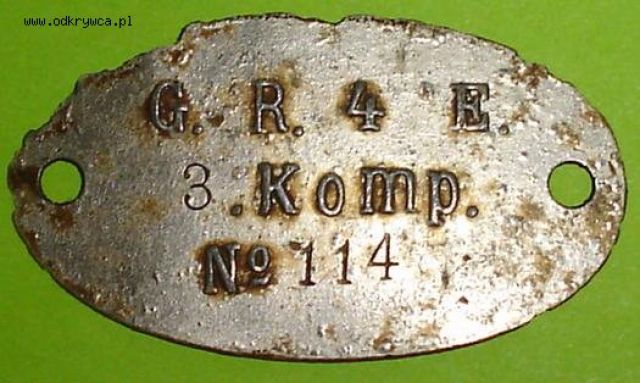 www.odkrywca.pl
G. R. 4 E.
3. Komp.
Nº 114